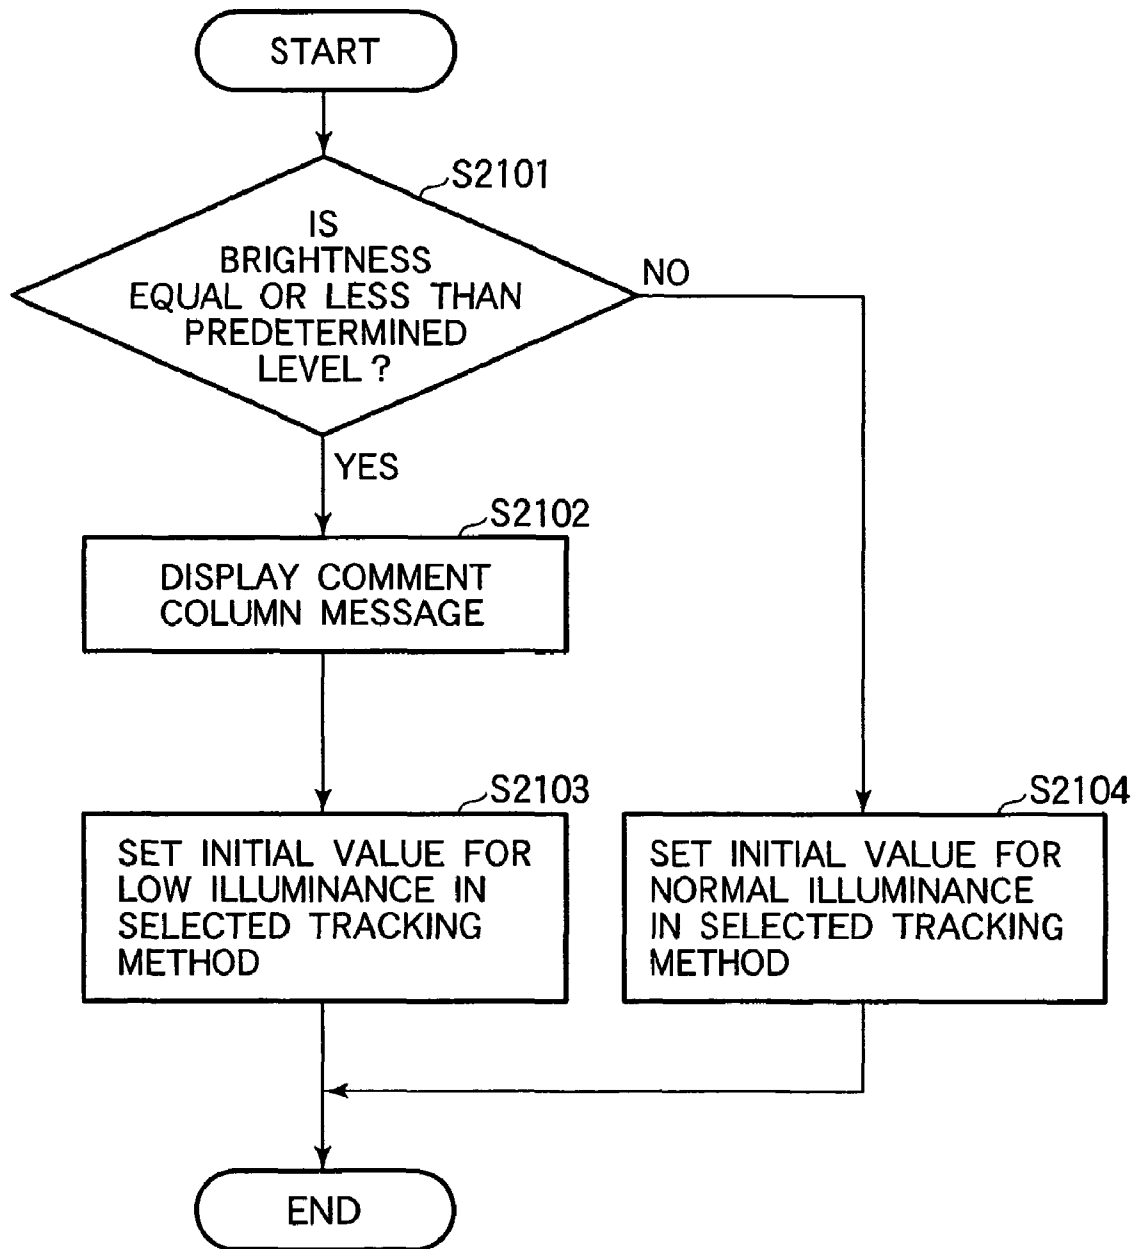 START
S2101
IS
BRIGHTNESS
EQUAL OR LESS THAN
PREDETERMINED
LEVEL ?
NO
YES
S2102
DISPLAY COMMENT
COLUMN MESSAGE
S2103
SET INITIAL VALUE FOR
LOW ILLUMINANCE IN
SELECTED TRACKING
METHOD
S2104
SET INITIAL VALUE FOR
NORMAL ILLUMINANCE
IN SELECTED TRACKING
METHOD
END